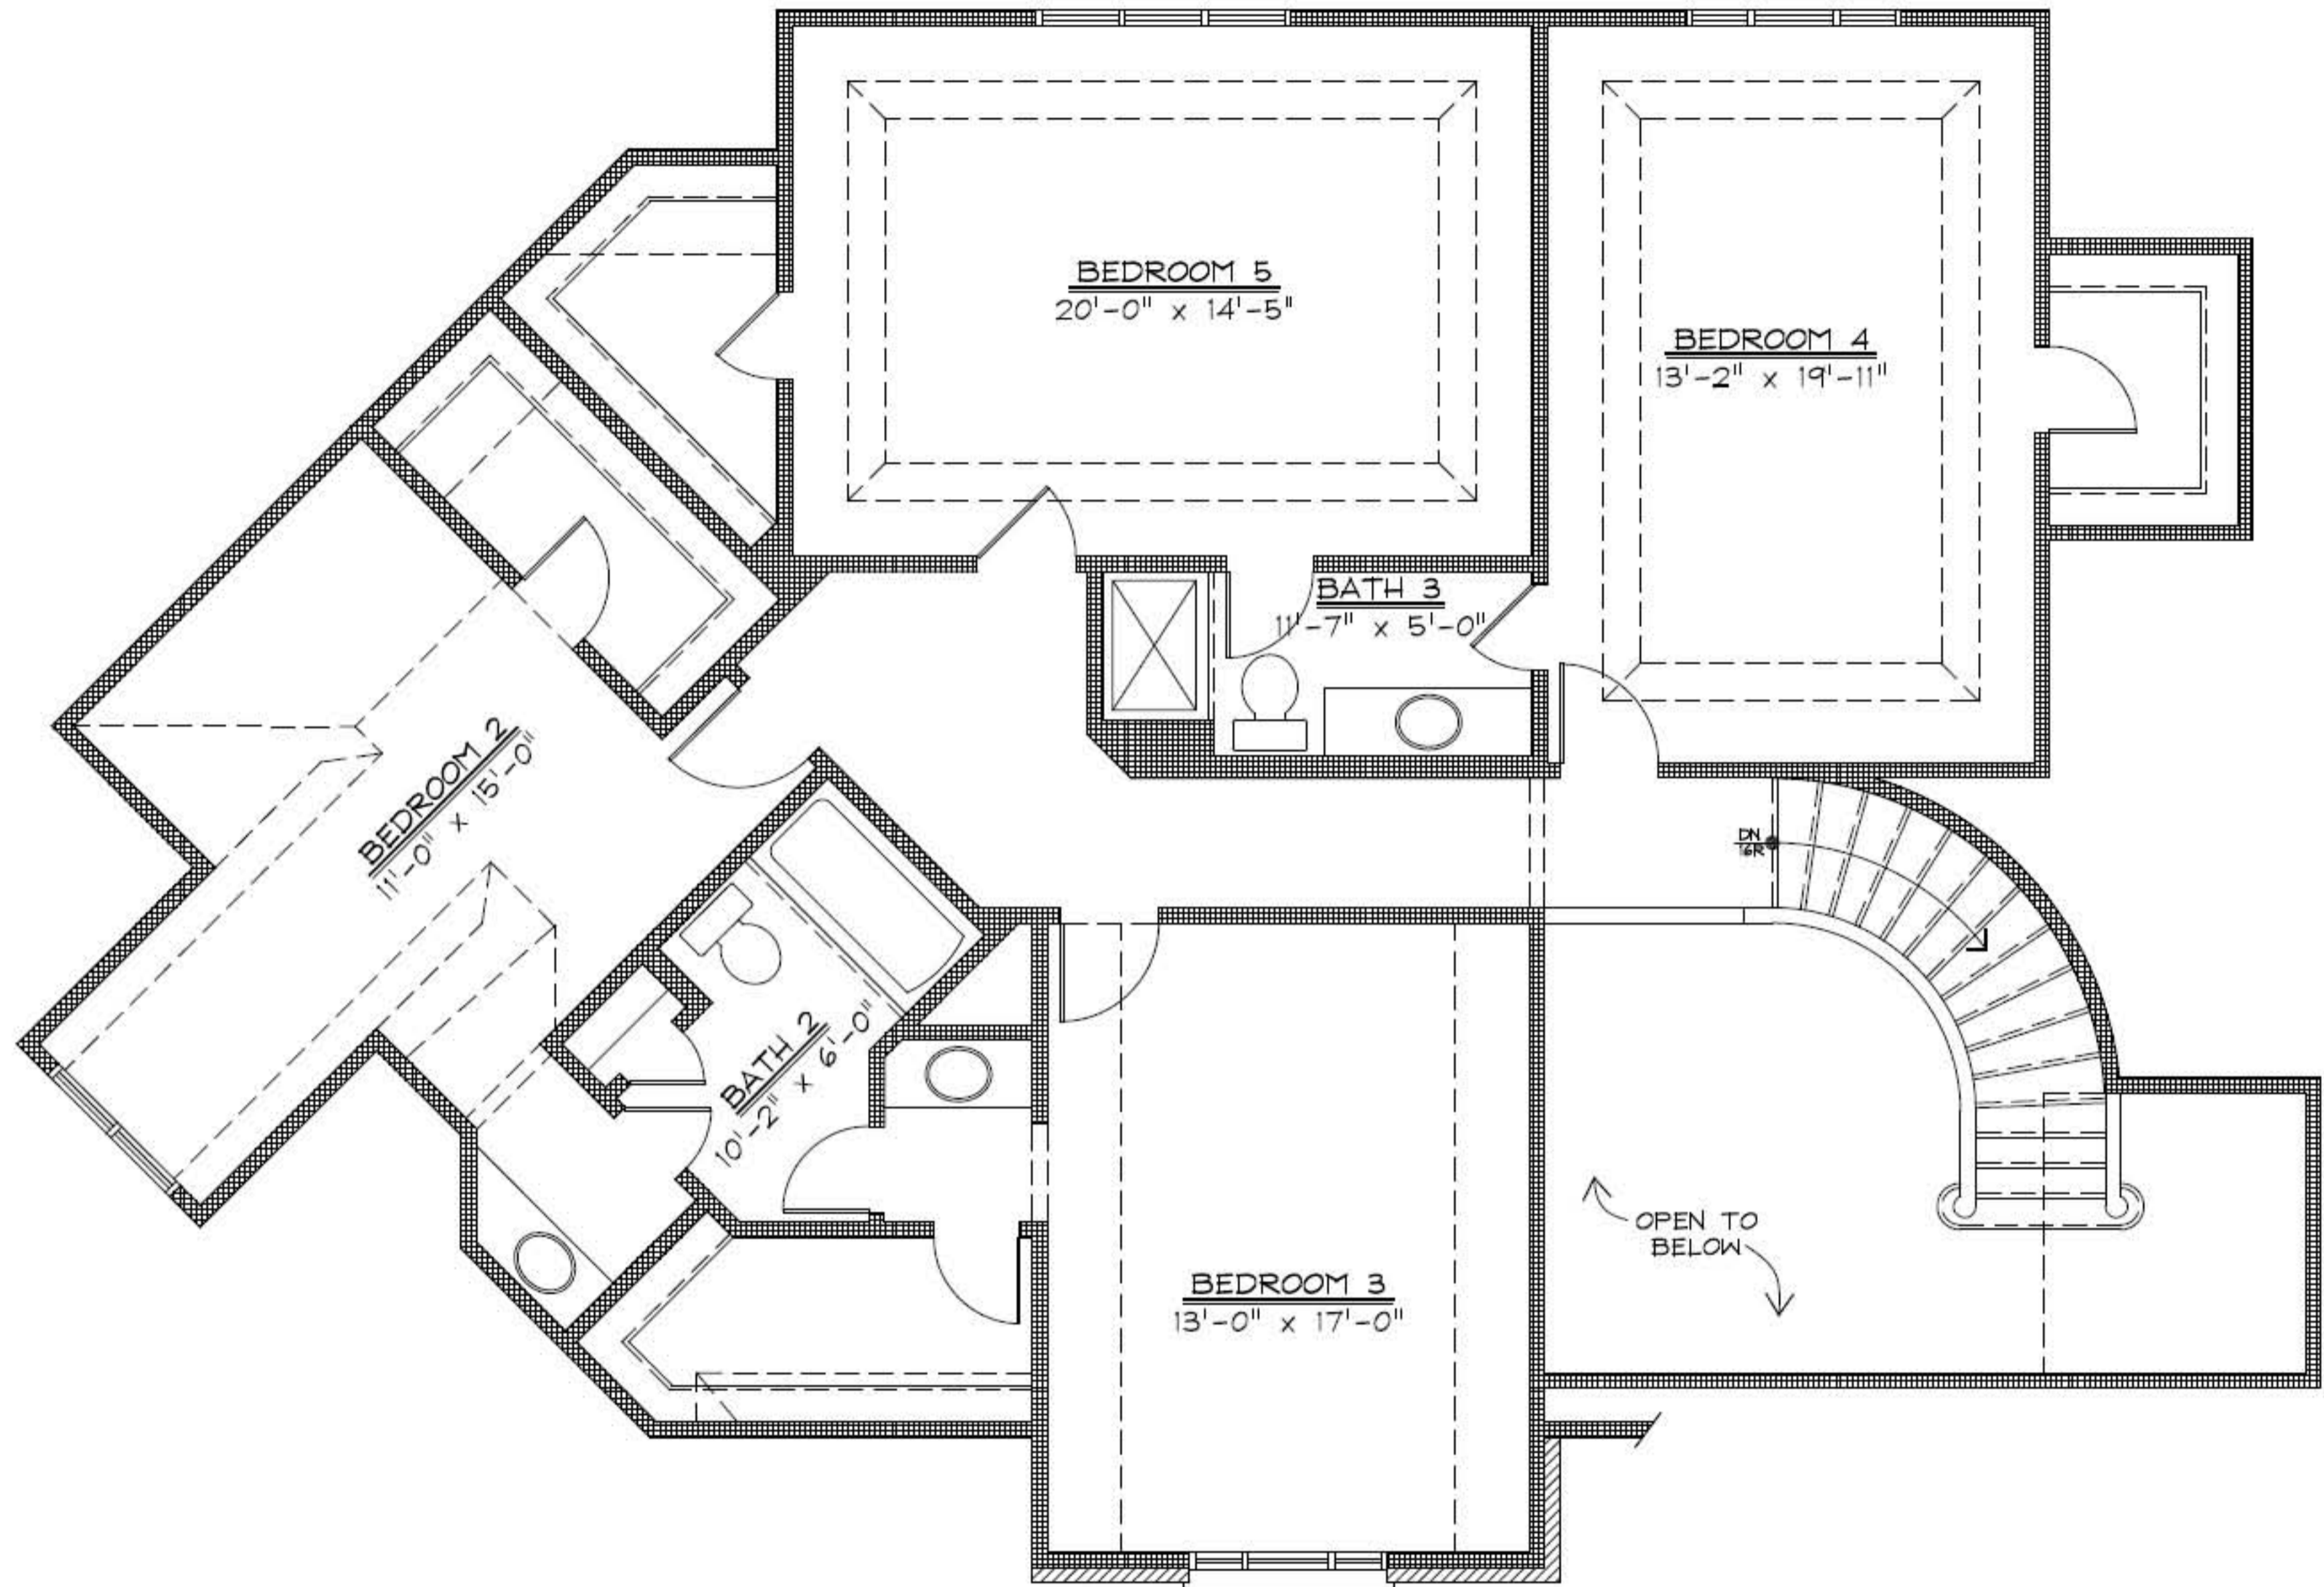 BEDROOM 5
20'-0" x 14'-5"
BEDROOM 4
13'-2" x 19'-11"
BATH 3
11'-7" x 5'-0"
BEDROOM 2
11'-0" x 15'-0"
DN
16R
BATH 2
10'-2" x 6'-0"
OPEN TO
BELOW
BEDROOM 3
13'-0" x 17'-0"